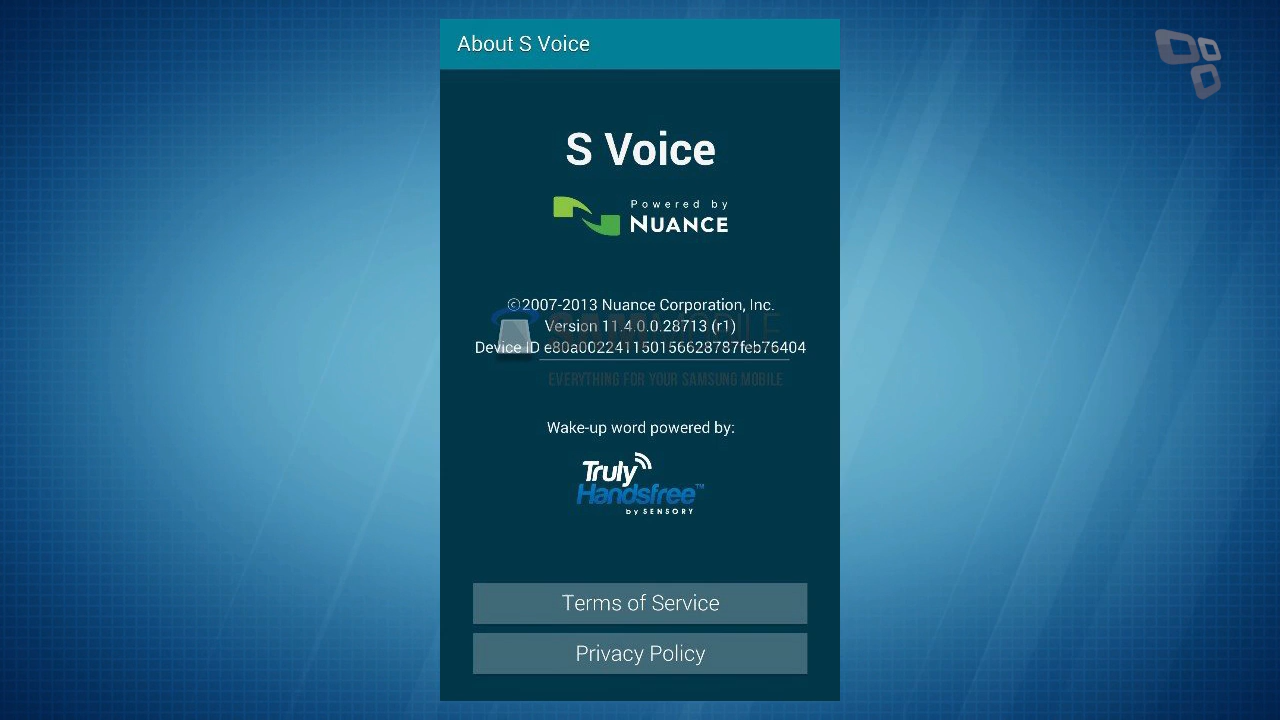 About S Voice
S Voice
Powered by
NUANCE
©2007-2013 Nuance Corporation, Inc.
Version 11.4.0.0.28713 (r1)
Device ID e80a00224115015662878​7feb76404
EVERYTHING FOR YOUR SAMSUNG MOBILE
Wake-up word powered by:
Truly
Handsfree™
by SENSORY
Terms of Service
Privacy Policy